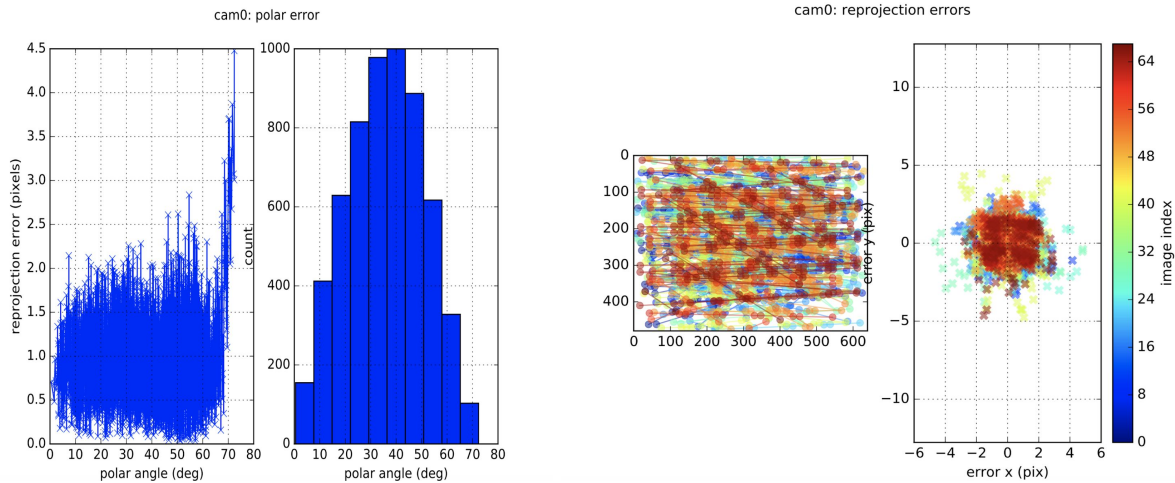 cam0: polar error
reprojection error (pixels)
4.5
4.0
3.5
3.0
2.5
2.0
1.5
1.0
0.5
0.0
0 10 20 30 40 50 60 70 80
polar angle (deg)
count
1000
800
600
400
200
0
0 10 20 30 40 50 60 70 80
polar angle (deg)
cam0: reprojection errors
0
100
200
300
400
0 100 200 300 400 500 600
error y (pix)
10
5
0
−5
−10
−6 −4 −2 0 2 4 6
error x (pix)
64
56
48
40
32
24
16
8
0
image index